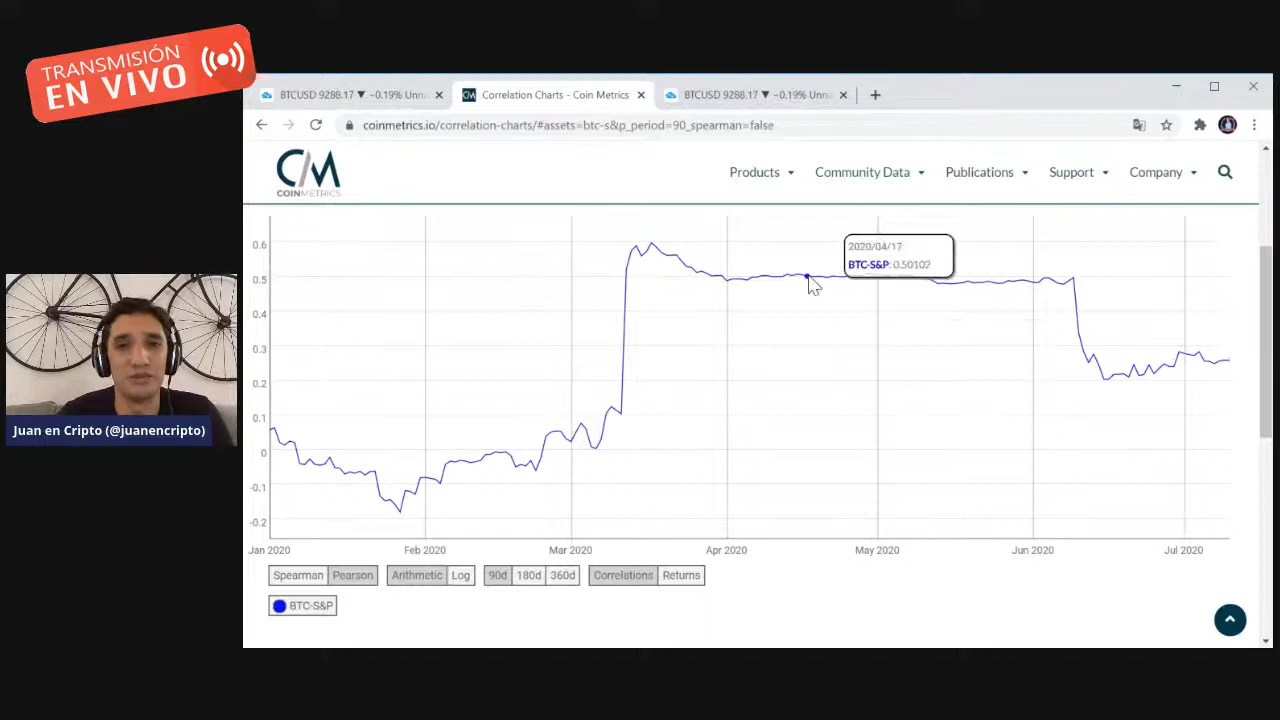 TRANSMISIÓN
EN VIVO
BTCUSD 9288.17 ▼ −0.19% Unna
Correlation Charts - Coin Metrics
BTCUSD 9288.17 ▼ −0.19% Unna
coinmetrics.io/correlation-charts/#assets=btc-s&p_period=90_spearman=false
CM
COINMETRICS
Products
Community Data
Publications
Support
Company
2020/04/17
BTC-S&P: 0.50102
0.6
0.5
0.4
0.3
0.2
0.1
0
-0.1
-0.2
Jan 2020
Feb 2020
Mar 2020
Apr 2020
May 2020
Jun 2020
Jul 2020
Spearman Pearson
Arithmetic Log
90d 180d 360d
Correlations Returns
BTC-S&P
Juan en Cripto (@juanencripto)